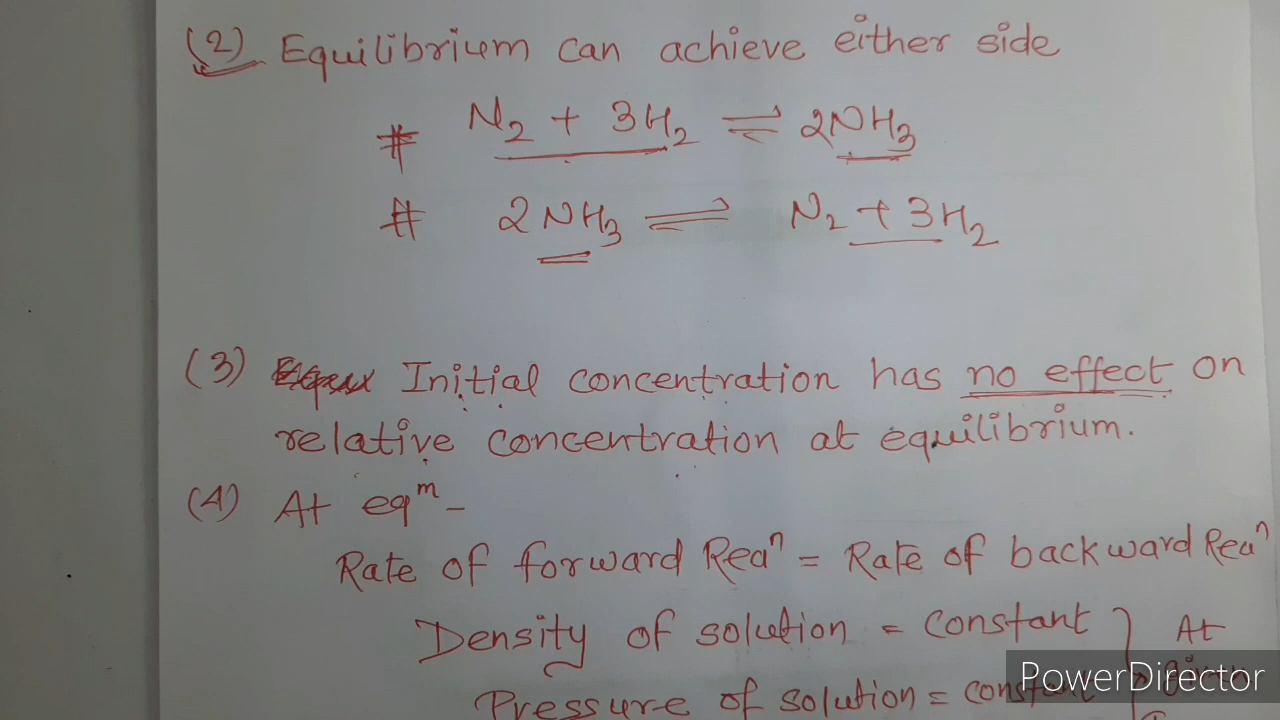 (2) Equilibrium can achieve either side
# N₂ + 3H₂ ⇌ 2NH₃
# 2NH₃ ⇌ N₂ + 3H₂
(3) Initial concentration has no effect on
relative concentration at equilibrium.
(4) At eqᵐ –
Rate of forward Reaⁿ = Rate of backward Reaⁿ
Density of solution = constant } At
Pressure of solution = constant
PowerDirector